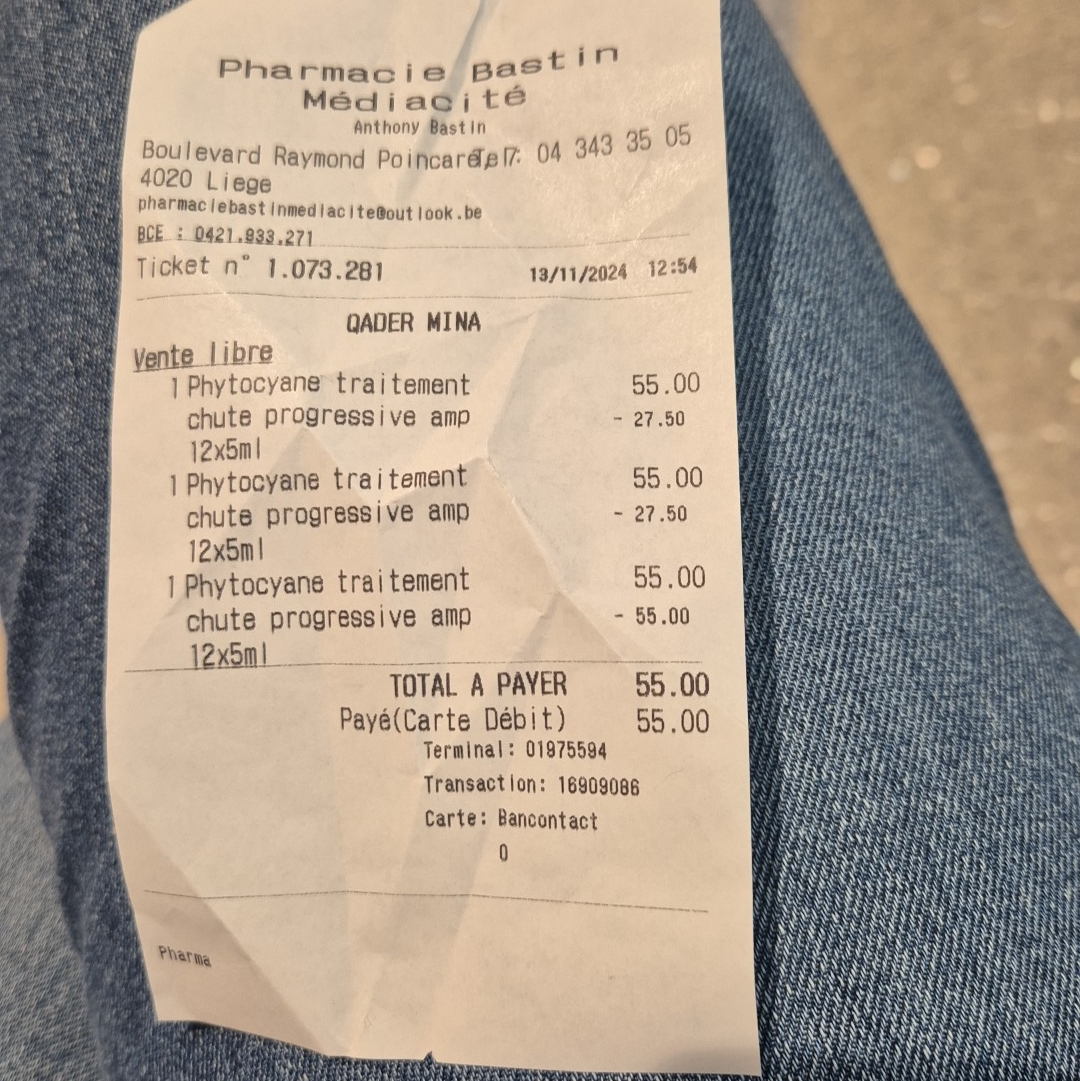 Pharmacie Bastin
Médiacité
Anthony Bastin
Boulevard Raymond Poincaré, 7 Tel : 04 343 35 05
4020 Liege
pharmaciebastinmediacite@outlook.be
BCE : 0421.933.271
Ticket n° 1.073.281 13/11/2024 12:54
QADER MINA
Vente libre
1 Phytocyane traitement 55.00
chute progressive amp - 27.50
12x5ml
1 Phytocyane traitement 55.00
chute progressive amp - 27.50
12x5ml
1 Phytocyane traitement 55.00
chute progressive amp - 55.00
12x5ml
TOTAL A PAYER 55.00
Payé(Carte Débit) 55.00
Terminal: 01975594
Transaction: 16909086
Carte: Bancontact
0
Pharma